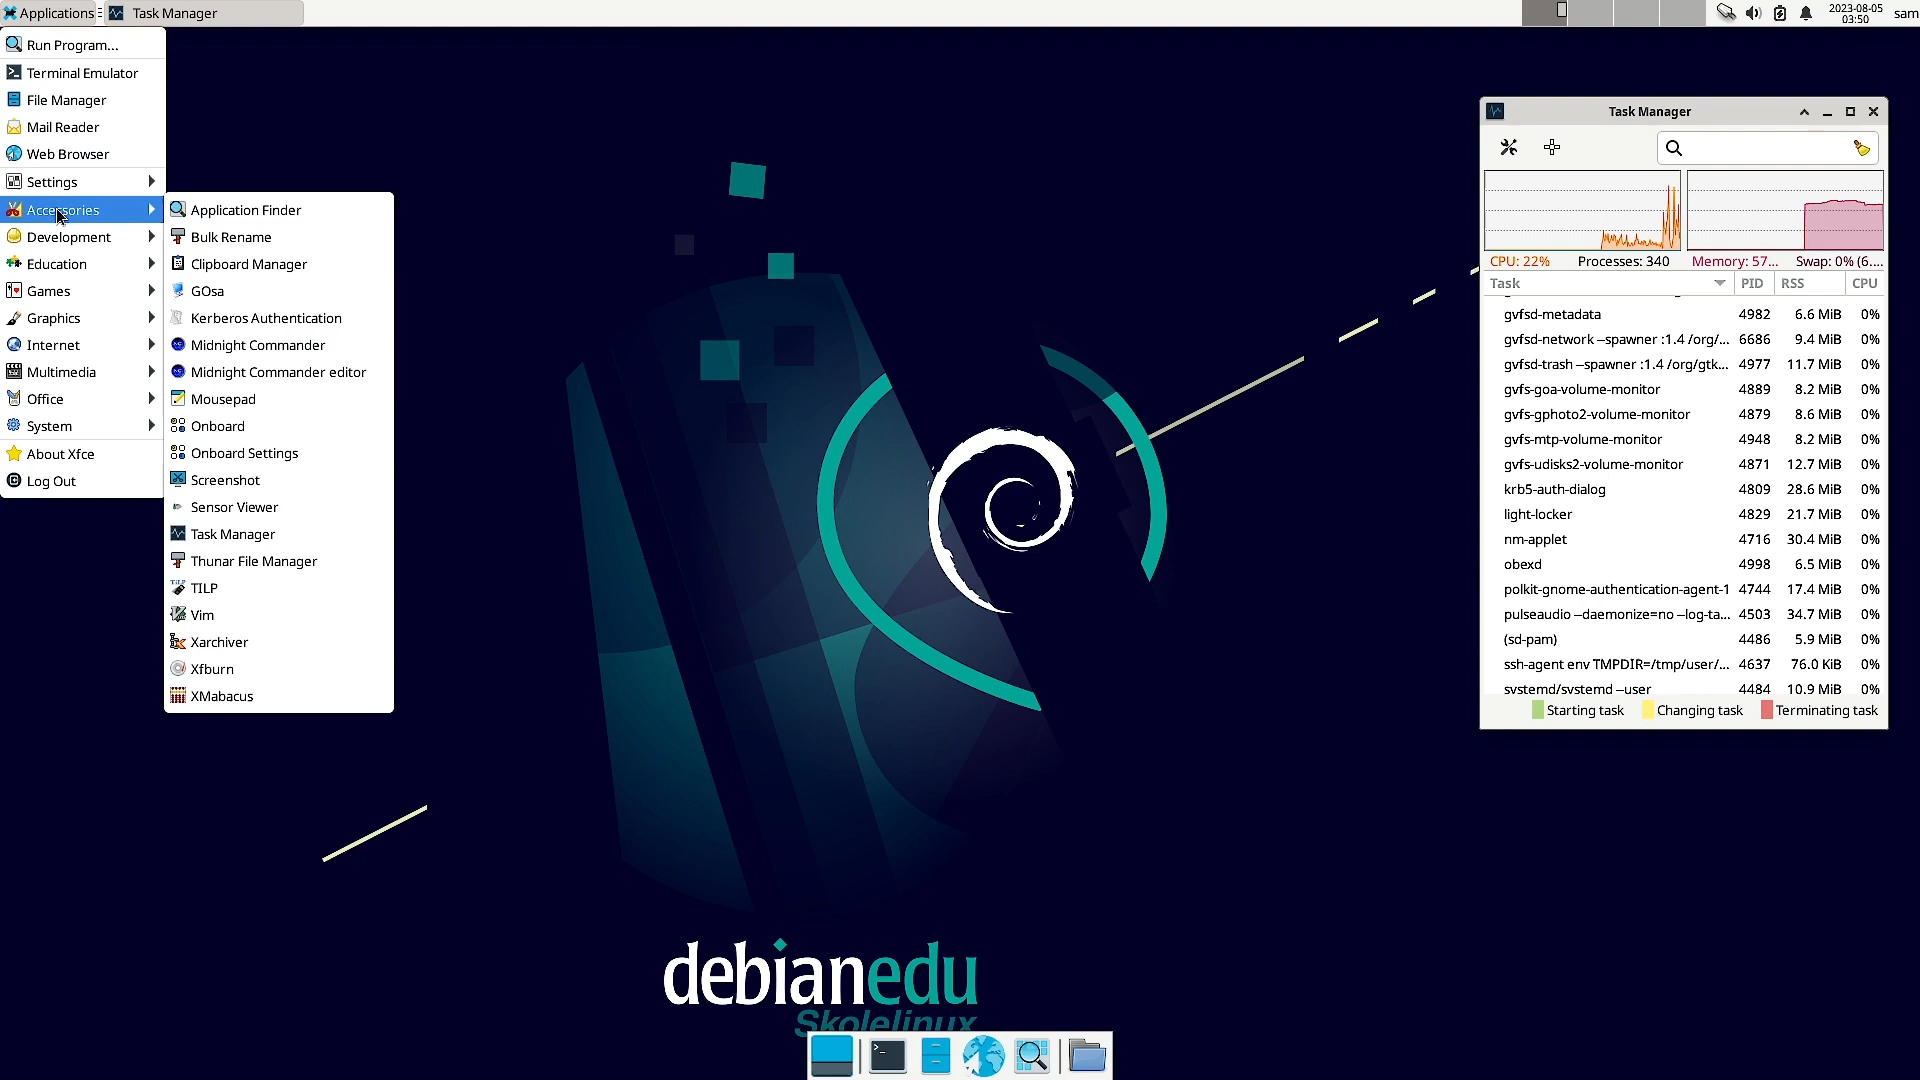 Applications
Task Manager
2023-08-05
03:50
sam
Run Program...
Terminal Emulator
File Manager
Mail Reader
Web Browser
Settings
Accessories
Development
Education
Games
Graphics
Internet
Multimedia
Office
System
About Xfce
Log Out
Application Finder
Bulk Rename
Clipboard Manager
GOsa
Kerberos Authentication
Midnight Commander
Midnight Commander editor
Mousepad
Onboard
Onboard Settings
Screenshot
Sensor Viewer
Task Manager
Thunar File Manager
TILP
Vim
Xarchiver
Xfburn
XMabacus
Task Manager
CPU: 22% Processes: 340 Memory: 57... Swap: 0% (6....
Task PID RSS CPU
gvfsd-metadata 4982 6.6 MiB 0%
gvfsd-network --spawner :1.4 /org/... 6686 9.4 MiB 0%
gvfsd-trash --spawner :1.4 /org/gtk... 4977 11.7 MiB 0%
gvfs-goa-volume-monitor 4889 8.2 MiB 0%
gvfs-gphoto2-volume-monitor 4879 8.6 MiB 0%
gvfs-mtp-volume-monitor 4948 8.2 MiB 0%
gvfs-udisks2-volume-monitor 4871 12.7 MiB 0%
krb5-auth-dialog 4809 28.6 MiB 0%
light-locker 4829 21.7 MiB 0%
nm-applet 4716 30.4 MiB 0%
obexd 4998 6.5 MiB 0%
polkit-gnome-authentication-agent-1 4744 17.4 MiB 0%
pulseaudio --daemonize=no --log-ta... 4503 34.7 MiB 0%
(sd-pam) 4486 5.9 MiB 0%
ssh-agent env TMPDIR=/tmp/user/... 4637 76.0 KiB 0%
systemd/systemd --user 4484 10.9 MiB 0%
Starting task Changing task Terminating task
debianedu
Skolelinux